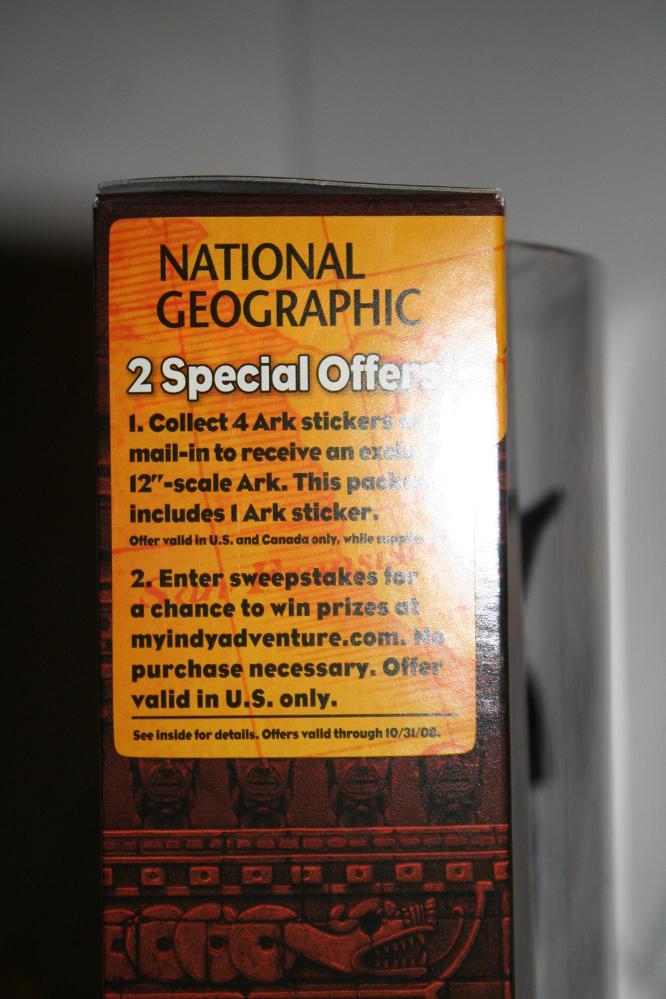 NATIONAL
GEOGRAPHIC
2 Special Offers!
1. Collect 4 Ark stickers
mail-in to receive an
12"-scale Ark. This
includes 1 Ark sticker.
Offer valid in U.S. and Canada only, while
2. Enter sweepstakes for
a chance to win prizes at
myindyadventure.com. No
purchase necessary. Offer
valid in U.S. only.
See inside for details. Offers valid through 10/31/08.